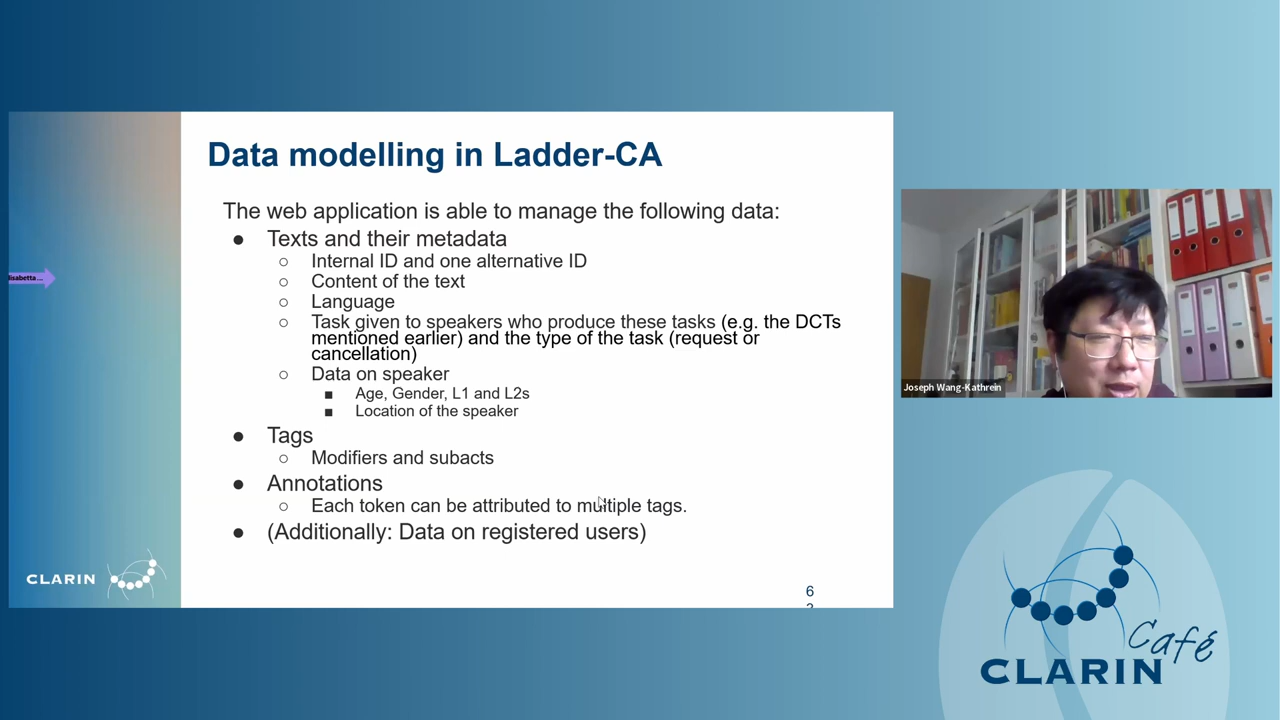 Data modelling in Ladder-CA
The web application is able to manage the following data:
● Texts and their metadata
○ Internal ID and one alternative ID
○ Content of the text
○ Language
○ Task given to speakers who produce these tasks (e.g. the DCTs
mentioned earlier) and the type of the task (request or
cancellation)
○ Data on speaker
■ Age, Gender, L1 and L2s
■ Location of the speaker
● Tags
○ Modifiers and subacts
● Annotations
○ Each token can be attributed to multiple tags.
● (Additionally: Data on registered users)
CLARIN
6
Joseph Wang-Kathrein
Café
CLARIN